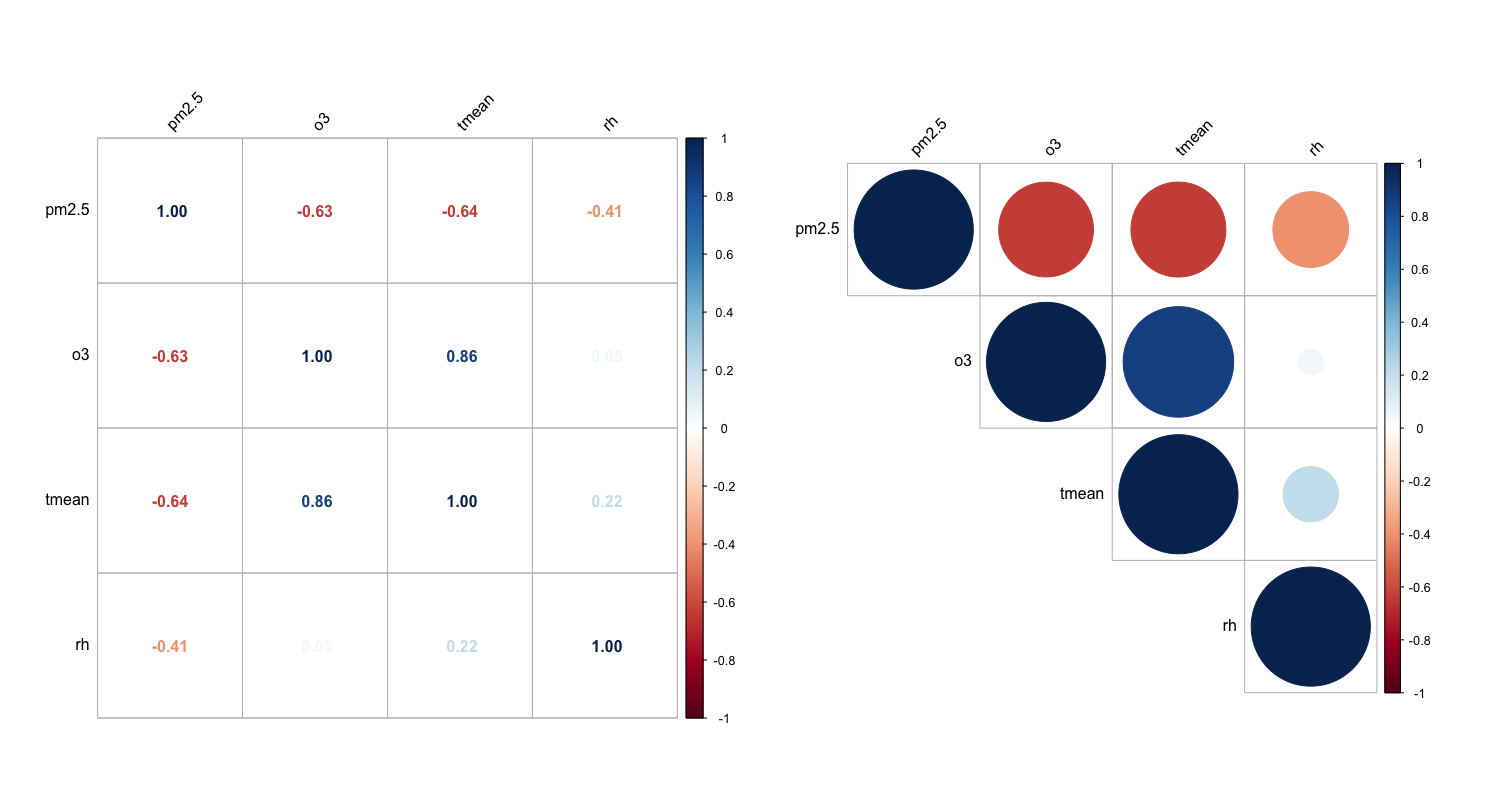 pm2.5 o3 tmean rh
pm2.5 1.00 -0.63 -0.64 -0.41
o3 -0.63 1.00 0.86 0.05
tmean -0.64 0.86 1.00 0.22
rh -0.41 0.05 0.22 1.00
1
0.8
0.6
0.4
0.2
0
-0.2
-0.4
-0.6
-0.8
-1
pm2.5 o3 tmean rh
pm2.5
o3
tmean
rh
1
0.8
0.6
0.4
0.2
0
-0.2
-0.4
-0.6
-0.8
-1